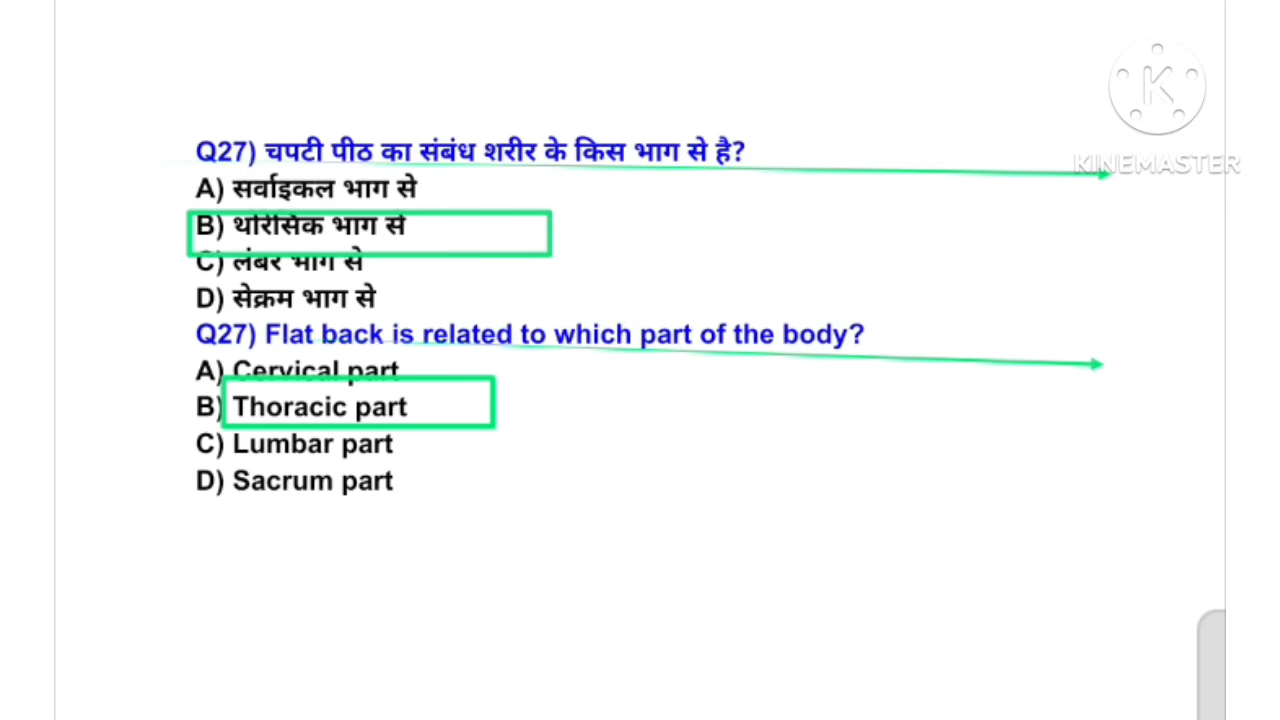 KINEMASTER
Q27) चपटी पीठ का संबंध शरीर के किस भाग से है?
A) सर्वाइकल भाग से
B) थोरेसिक भाग से
C) लंबर भाग से
D) सेक्रम भाग से
Q27) Flat back is related to which part of the body?
A) Cervical part
B) Thoracic part
C) Lumbar part
D) Sacrum part